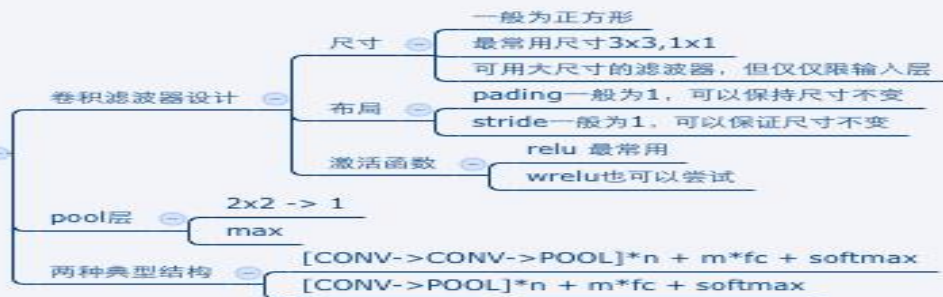 一般为正方形
尺寸
最常用尺寸3x3,1x1
可用大尺寸的滤波器，但仅仅限输入层
卷积滤波器设计
pading一般为1，可以保持尺寸不变
布局
stride一般为1，可以保证尺寸不变
relu 最常用
激活函数
wrelu也可以尝试
2x2 -> 1
pool层
max
[CONV->CONV->POOL]*n + m*fc + softmax
两种典型结构
[CONV->POOL]*n + m*fc + softmax